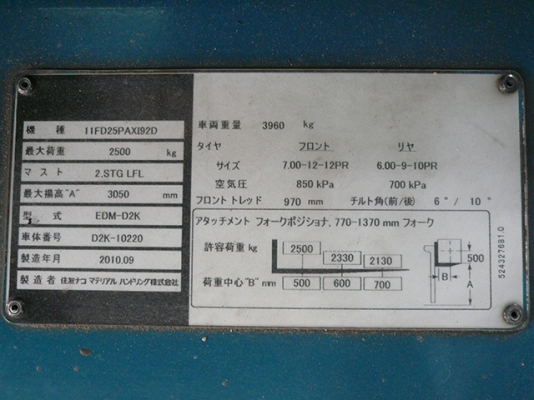 機種 11FD25PAXI92D
最大荷重 2500 kg
マスト 2.STG LFL
最大揚高"A" 3050 mm
型式 EDM-D2K
車体番号 D2K-10220
製造年月 2010.09
製造者 住友ナコ マテリアル ハンドリング株式会社
車両重量 3960 kg
タイヤ フロント リヤ
サイズ 7.00-12-12PR 6.00-9-10PR
空気圧 850 kPa 700 kPa
フロント トレッド 970 mm チルト角(前/後) 6°/ 10°
アタッチメント フォークポジショナ, 770-1370 mm フォーク
許容荷重 kg 2500 2330 2130
荷重中心"B" mm 500 600 700
500
B
A
524327681 0